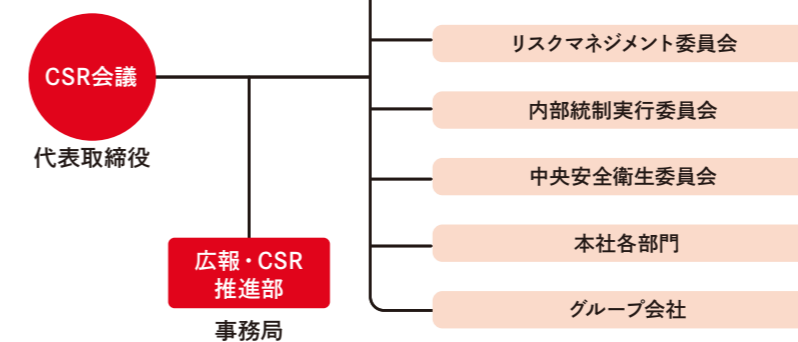 CSR会議
代表取締役
広報・CSR
推進部
事務局
リスクマネジメント委員会
内部統制実行委員会
中央安全衛生委員会
本社各部門
グループ会社